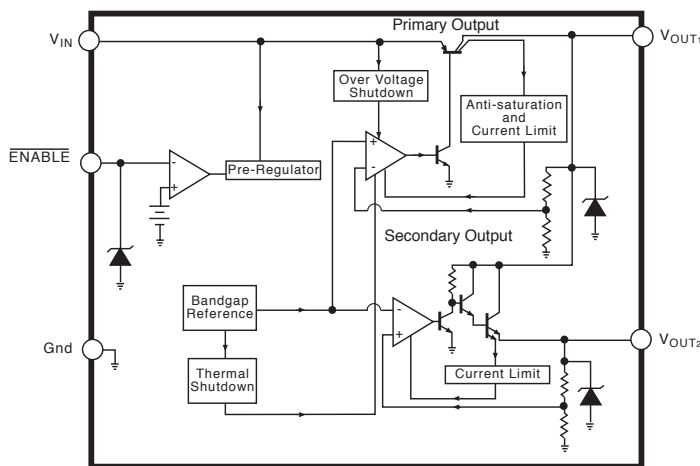 Primary Output
VIN
VOUT1
Over Voltage
Shutdown
Anti-saturation
and
Current Limit
ENABLE
+
-
-
+
Pre-Regulator
Secondary Output
Bandgap
Reference
-
+
Gnd
Thermal
Shutdown
Current Limit
VOUT2